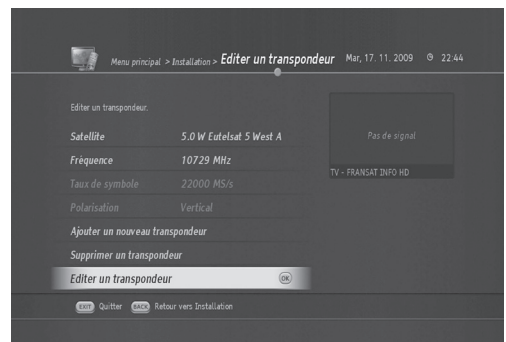 Menu principal > Installation > Editer un transpondeur Mar, 17. 11. 2009 22:44
Editer un transpondeur.
Satellite 5.0 W Eutelsat 5 West A
Fréquence 10729 MHz
Taux de symbole 22000 MS/s
Polarisation Vertical
Ajouter un nouveau transpondeur
Supprimer un transpondeur
Editer un transpondeur OK
Pas de signal
TV - FRANSAT INFO HD
EXIT Quitter BACK Retour vers Installation